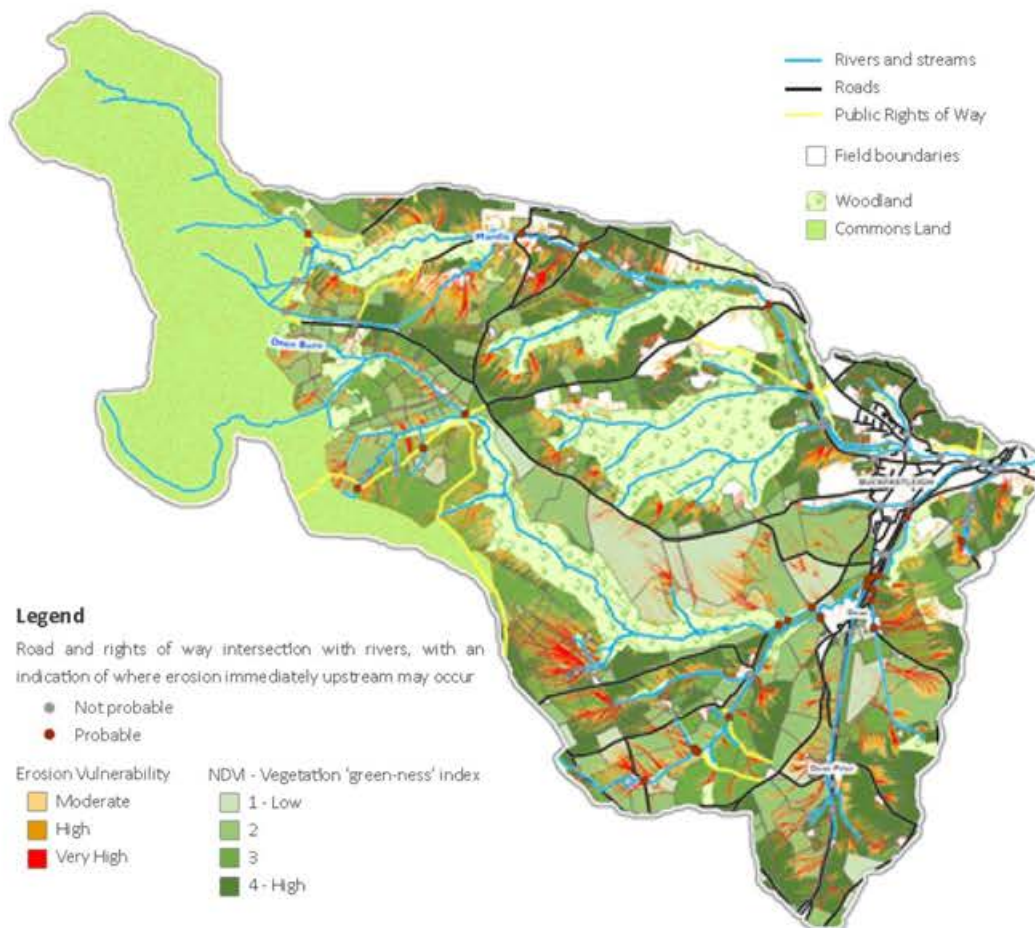 Rivers and streams
Roads
Public Rights of Way
Field boundaries
Woodland
Commons Land
Mardle
Dean Burn
BUCKFASTLEIGH
Dean
Dean Prior
Legend
Road and rights of way intersection with rivers, with an
indication of where erosion immediately upstream may occur
Not probable
Probable
Erosion Vulnerability
Moderate
High
Very High
NDVI - Vegetation 'green-ness' index
1 - Low
2
3
4 - High